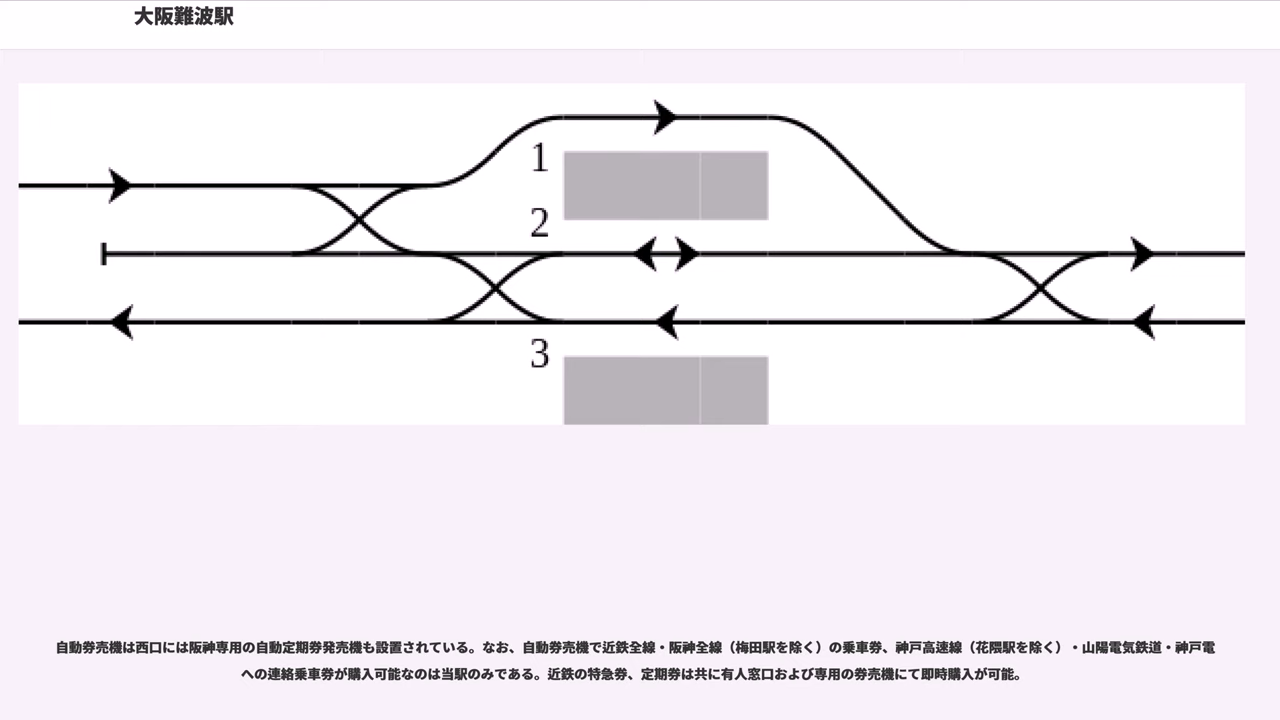 大阪難波駅
1
2
3
自動券売機は西口には阪神専用の自動定期券発売機も設置されている。なお、自動券売機で近鉄全線・阪神全線（梅田駅を除く）の乗車券、神戸高速線（花隈駅を除く）・山陽電気鉄道・神戸電
への連絡乗車券が購入可能なのは当駅のみである。近鉄の特急券、定期券は共に有人窓口および専用の券売機にて即時購入が可能。